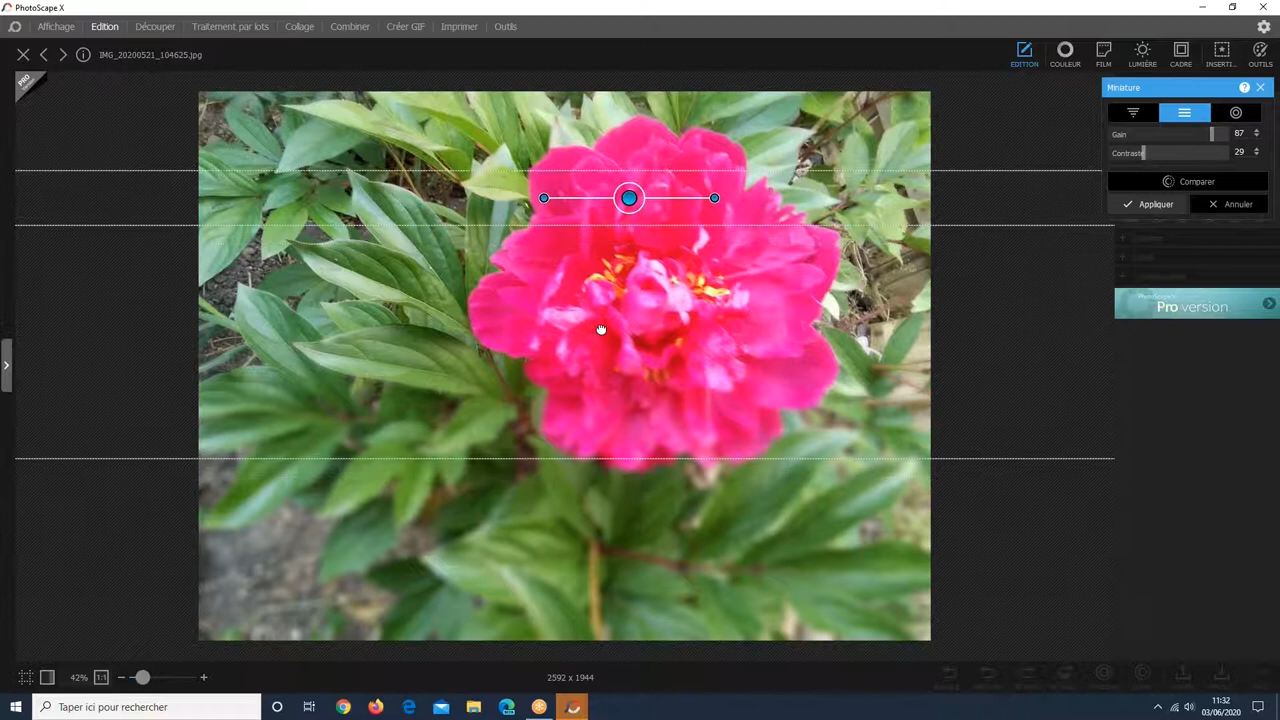 PhotoScape X
Affichage Edition Découper Traitement par lots Collage Combiner Créer GIF Imprimer Outils
IMG_20200521_104625.jpg
EDITION COULEUR FILM LUMIÈRE CADRE INSERTI... OUTILS
PRO
Miniature
Gain 87
Contraste 29
Comparer
Appliquer Annuler
PhotoScape X
Pro version
42% 1:1 2592 x 1944
Taper ici pour rechercher
11:32
03/06/2020